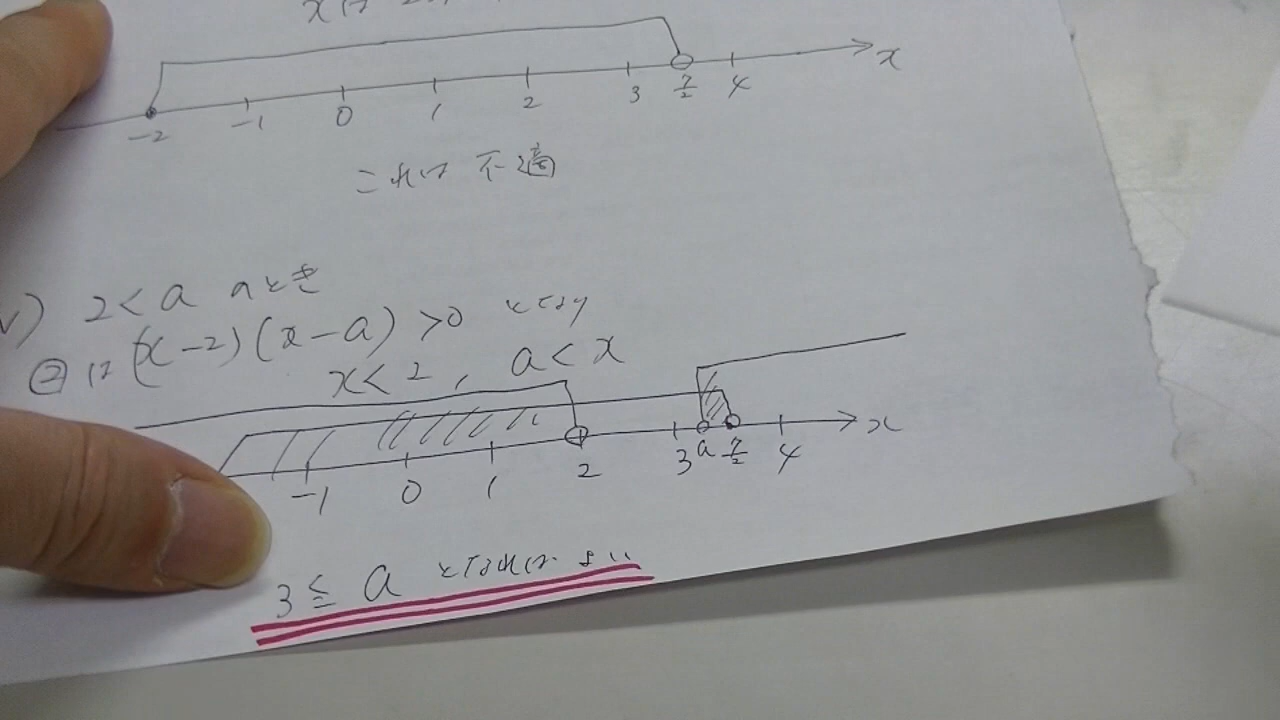 x
-2 -1 0 1 2 3 7/2 4
これは 不適
2<a のとき
②は (x-2)(x-a)>0 となり
x<2, a<x
x
-1 0 1 2 3 a 7/2 4
3≦a となればよい